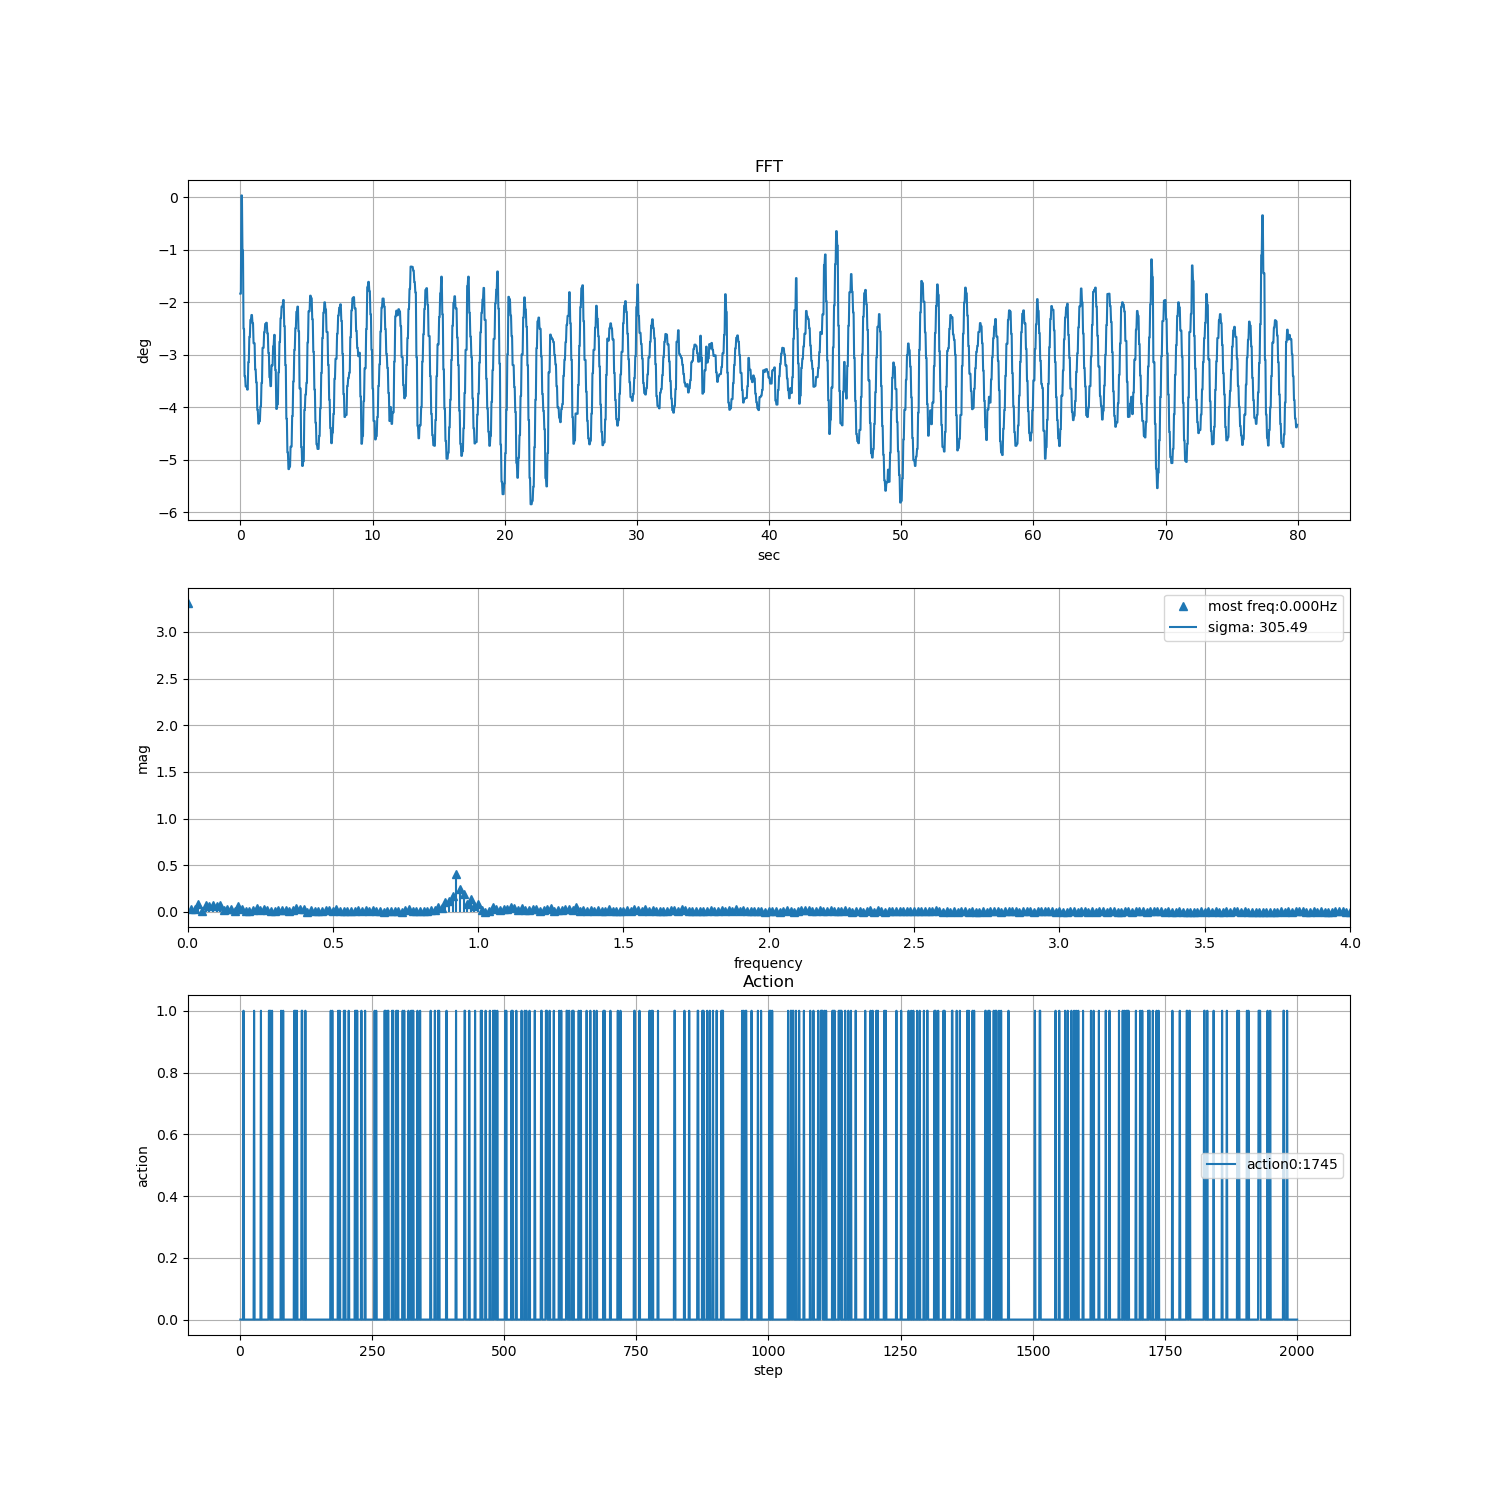 FFT
0
−1
−2
−3
−4
−5
−6
deg
0 10 20 30 40 50 60 70 80
sec
most freq:0.000Hz
sigma: 305.49
3.0
2.5
2.0
1.5
1.0
0.5
0.0
mag
0.0 0.5 1.0 1.5 2.0 2.5 3.0 3.5 4.0
frequency
Action
1.0
0.8
0.6
0.4
0.2
0.0
action
action0:1745
0 250 500 750 1000 1250 1500 1750 2000
step